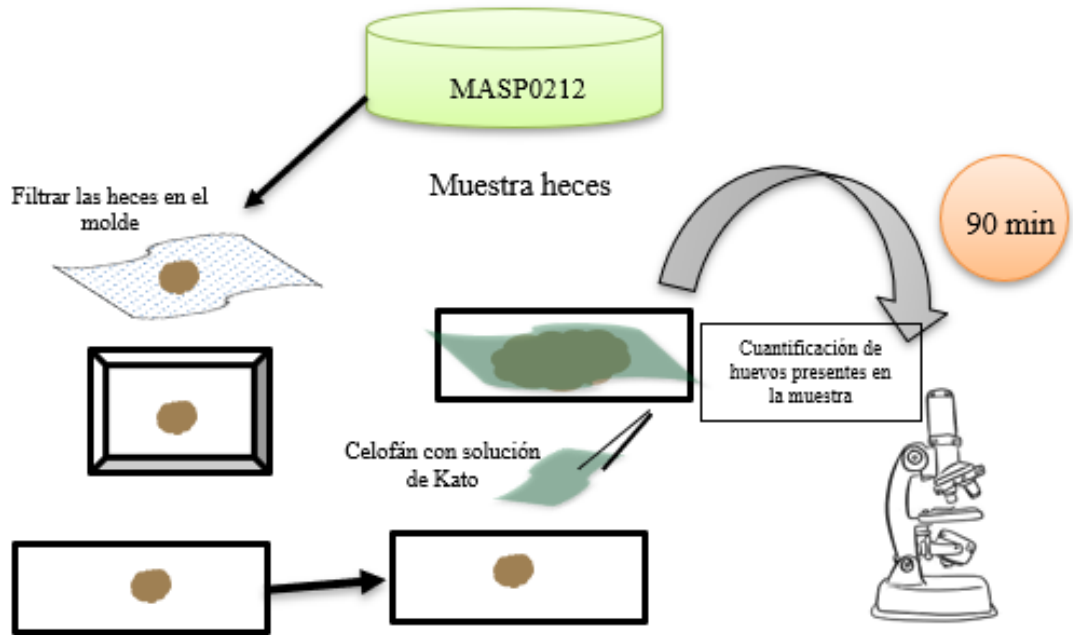 MASP0212
Muestra heces
Filtrar las heces en el
molde
90 min
Cuantificación de
huevos presentes en
la muestra
Celofán con solución
de Kato